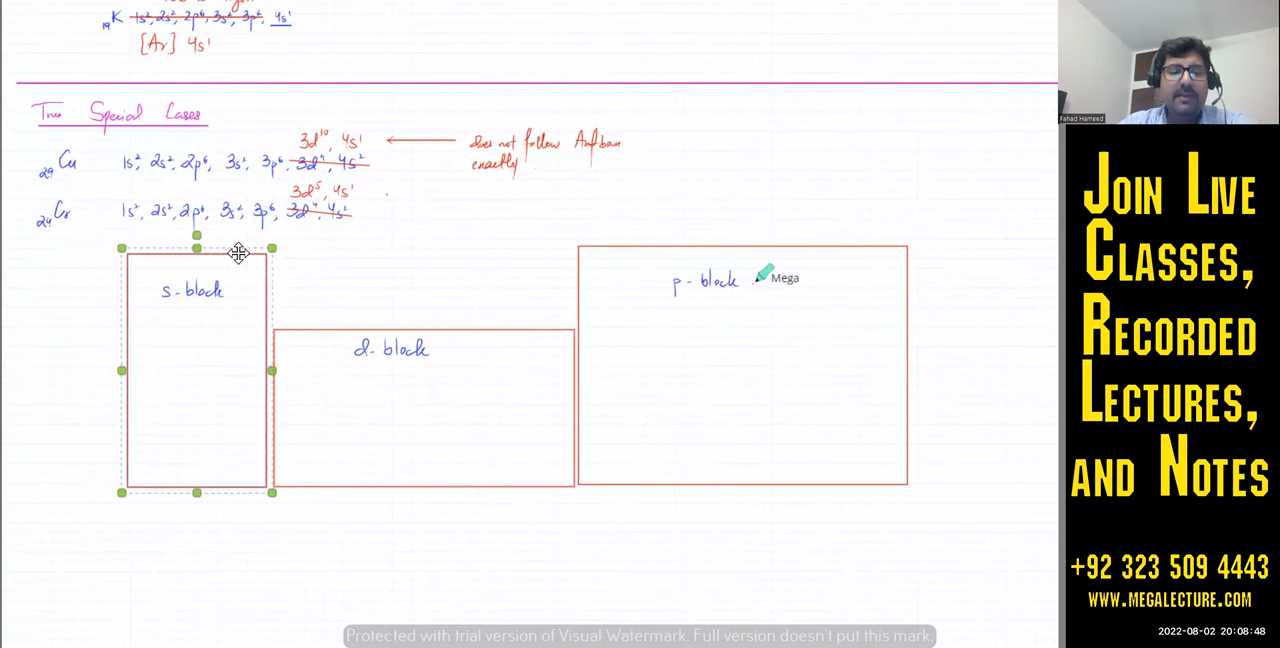 ₁₉K 1s², 2s², 2p⁶, 3s², 3p⁶, 4s¹
[Ar] 4s¹
Two Special Cases
3d¹⁰, 4s¹
₂₉Cu 1s², 2s², 2p⁶, 3s², 3p⁶, 3d⁹, 4s²
does not follow Aufbau
exactly.
3d⁵, 4s¹
₂₄Cr 1s², 2s², 2p⁶, 3s², 3p⁶, 3d⁴, 4s²
s-block
p-block
Mega
d-block
Fahad Hameed
Join Live
Classes,
Recorded
Lectures,
and Notes
+92 323 509 4443
www.megalecture.com
2022-08-02 20:08:48
Protected with trial version of Visual Watermark. Full version doesn't put this mark.